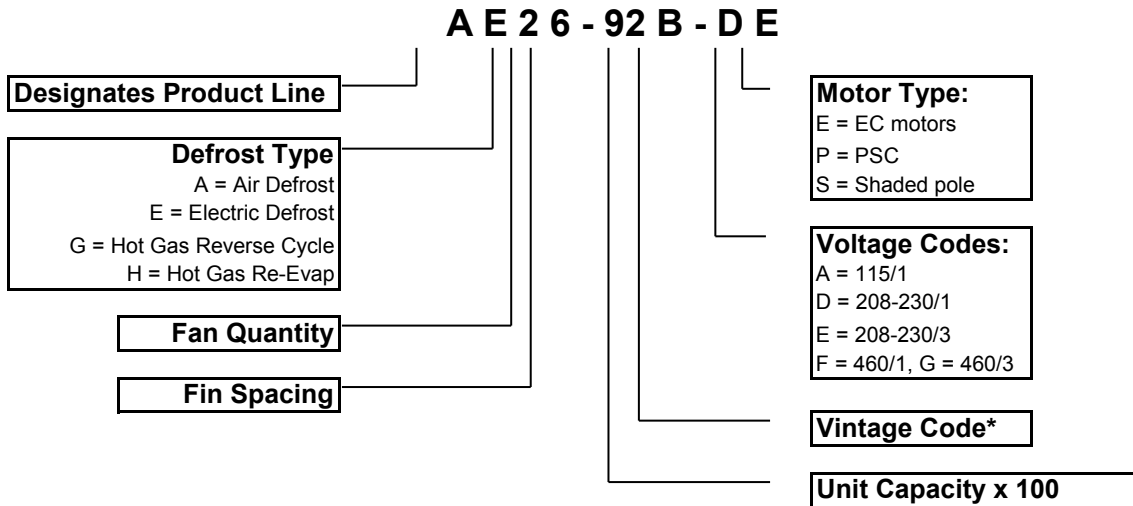 A E 2 6 - 92 B - D E
Designates Product Line
Defrost Type
A = Air Defrost
E = Electric Defrost
G = Hot Gas Reverse Cycle
H = Hot Gas Re-Evap
Fan Quantity
Fin Spacing
Motor Type:
E = EC motors
P = PSC
S = Shaded pole
Voltage Codes:
A = 115/1
D = 208-230/1
E = 208-230/3
F = 460/1, G = 460/3
Vintage Code*
Unit Capacity x 100